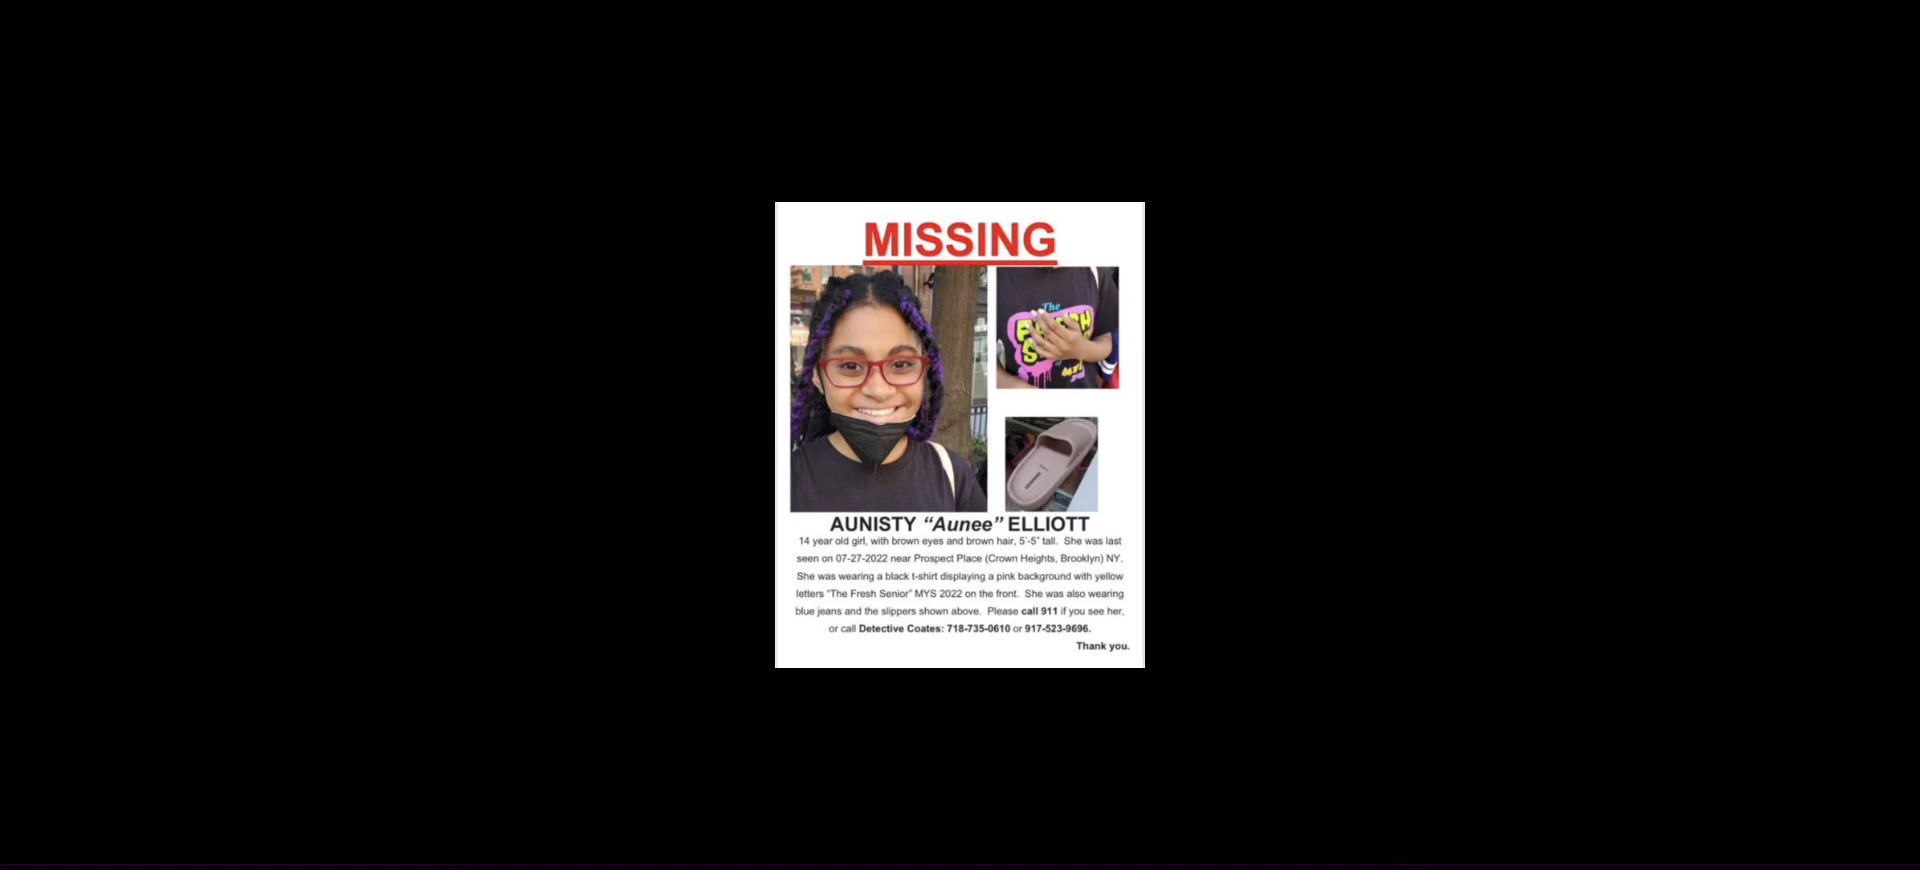 MISSING
The
FRESH
AUNISTY “Aunee” ELLIOTT
14 year old girl, with brown eyes and brown hair, 5'-5" tall. She was last
seen on 07-27-2022 near Prospect Place (Crown Heights, Brooklyn) NY.
She was wearing a black t-shirt displaying a pink background with yellow
letters "The Fresh Senior" MYS 2022 on the front. She was also wearing
blue jeans and the slippers shown above. Please call 911 if you see her,
or call Detective Coates: 718-735-0610 or 917-523-9696.
Thank you.